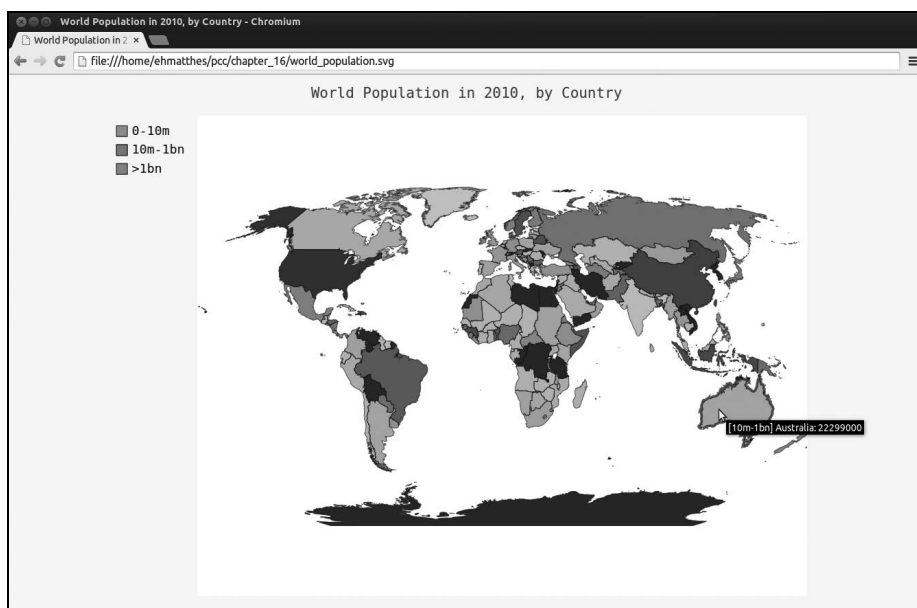 World Population in 2010, by Country - Chromium
World Population in 2
file:///home/ehmatthes/pcc/chapter_16/world_population.svg
World Population in 2010, by Country
0-10m
10m-1bn
>1bn
[10m-1bn] Australia: 22299000